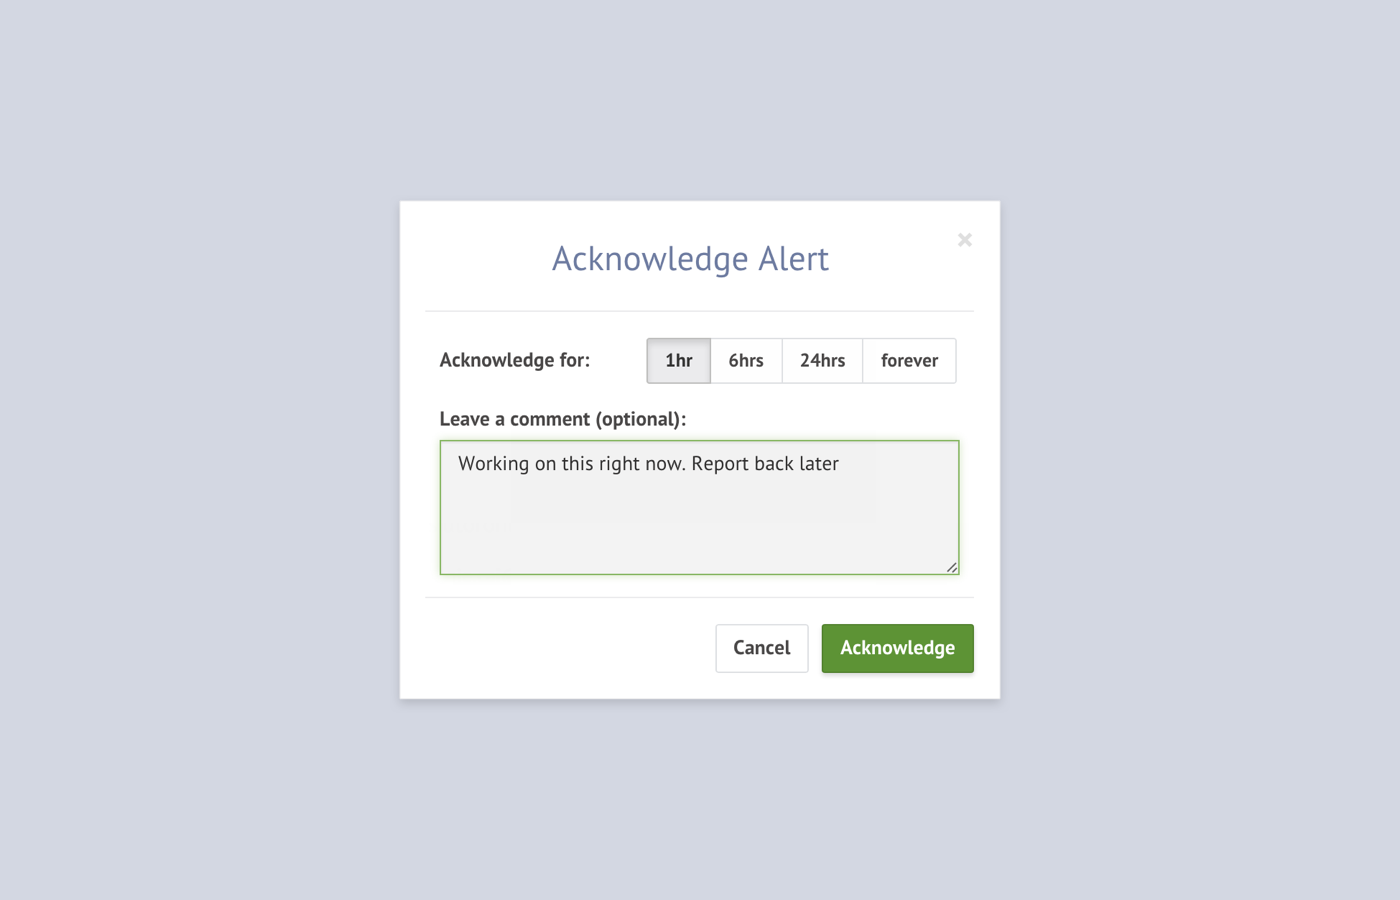 Acknowledge Alert
Acknowledge for: 1hr 6hrs 24hrs forever
Leave a comment (optional):
Working on this right now. Report back later
Cancel Acknowledge